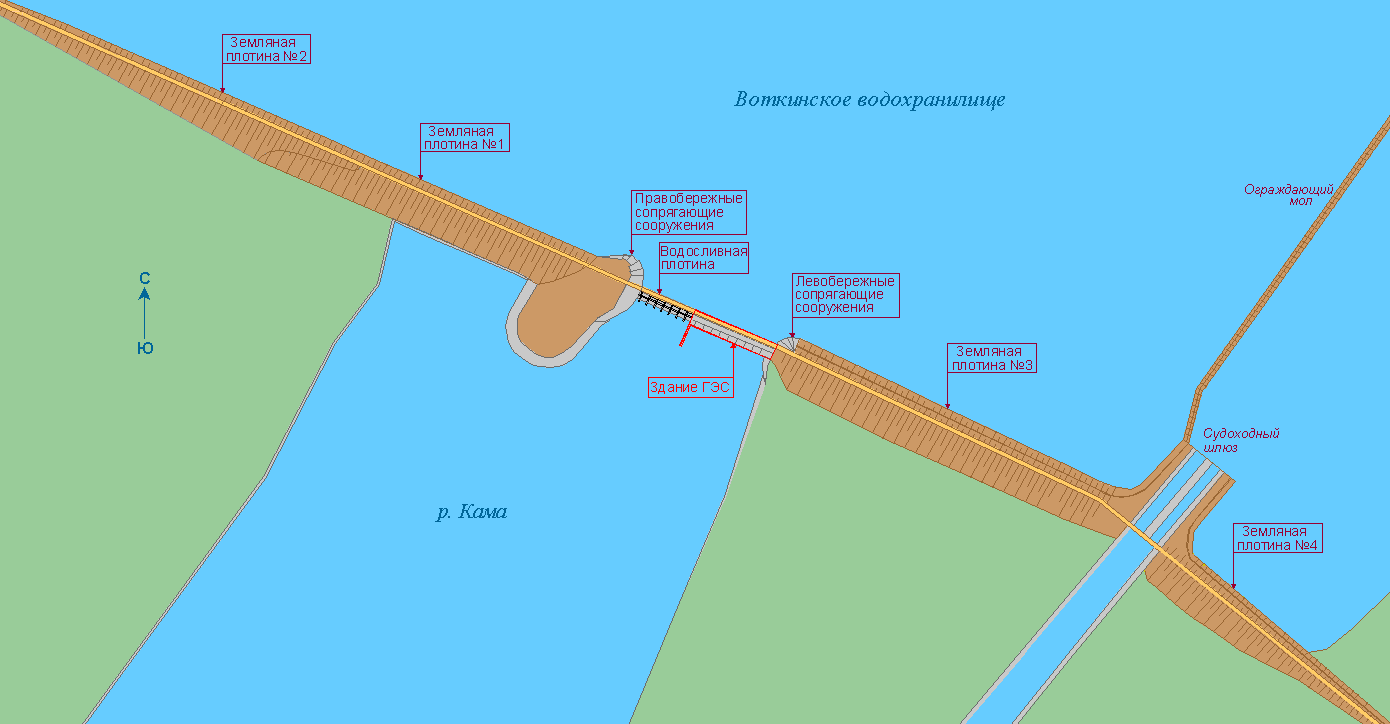 Земляная
плотина №2
Воткинское водохранилище
Земляная
плотина №1
Ограждающий
мол
Правобережные
сопрягающие
сооружения
Водосливная
плотина
С
Ю
Левобережные
сопрягающие
сооружения
Земляная
плотина №3
Здание ГЭС
Судоходный
шлюз
р. Кама
Земляная
плотина №4